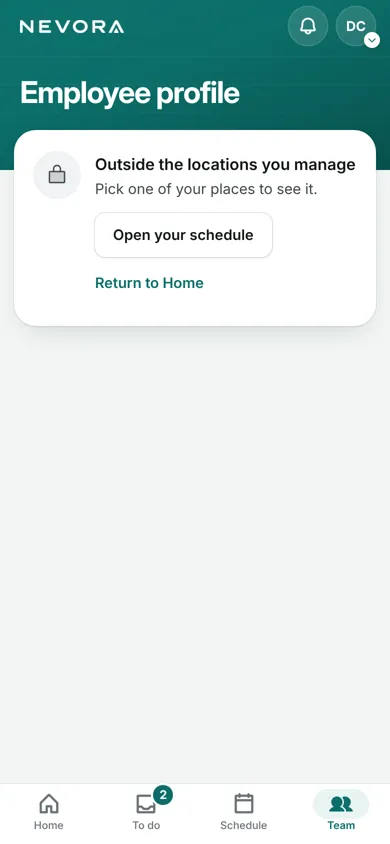 NEVORA
DC
Employee profile
Outside the locations you manage
Pick one of your places to see it.
Open your schedule
Return to Home
2
Home
To do
Schedule
Team